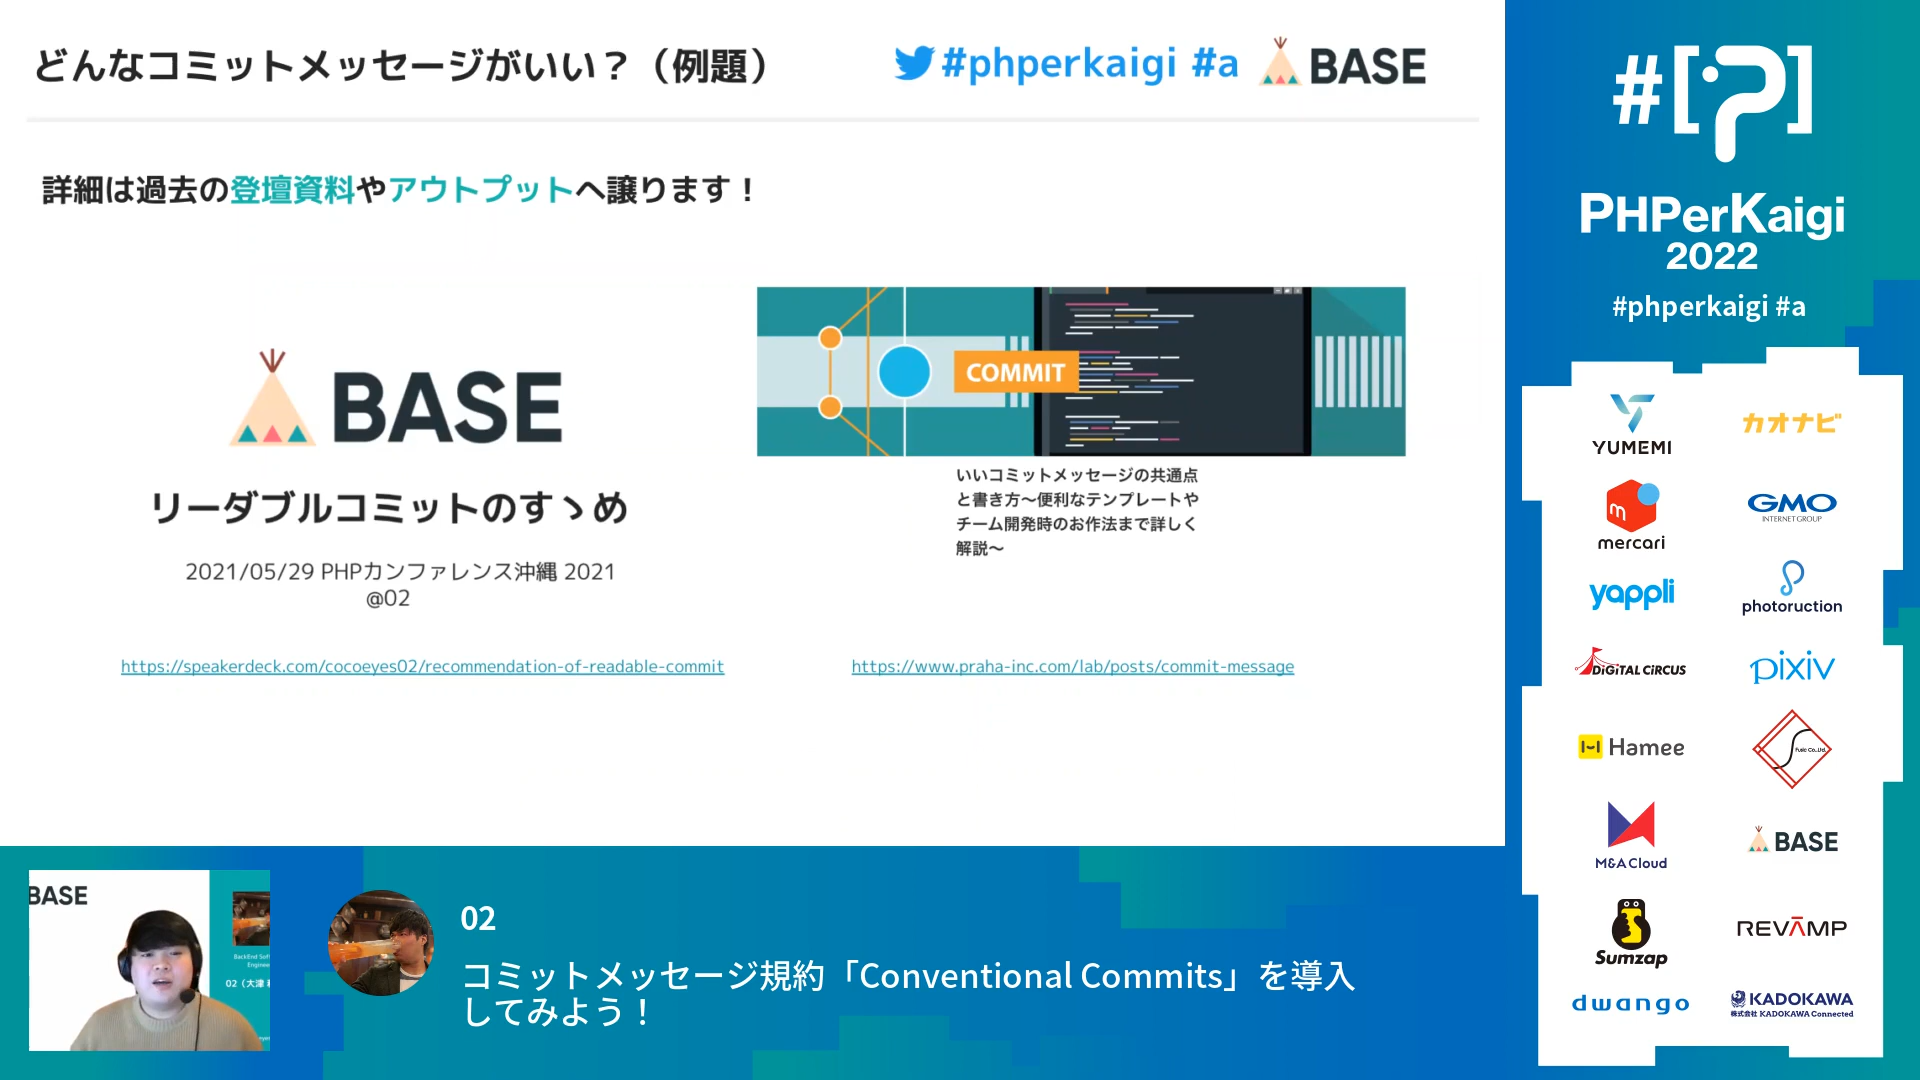 どんなコミットメッセージがいい？（例題）
#phperkaigi #a
BASE
詳細は過去の登壇資料やアウトプットへ譲ります！
BASE
リーダブルコミットのすゝめ
2021/05/29 PHPカンファレンス沖縄 2021
@02
https://speakerdeck.com/cocoeyes02/recommendation-of-readable-commit
COMMIT
いいコミットメッセージの共通点
と書き方〜便利なテンプレートや
チーム開発時のお作法まで詳しく
解説〜
https://www.praha-inc.com/lab/posts/commit-message
BASE
BackEnd
02（大津
02
コミットメッセージ規約「Conventional Commits」を導入
してみよう！
#[?]
PHPerKaigi
2022
#phperkaigi #a
YUMEMI
カオナビ
mercari
GMO
INTERNET GROUP
yappli
photoruction
DiGiTAL CiRCUS
pixiv
Hamee
Fusic Co.,Ltd.
M&A Cloud
BASE
Sumzap
REVAMP
dwango
KADOKAWA
株式会社 KADOKAWA Connected